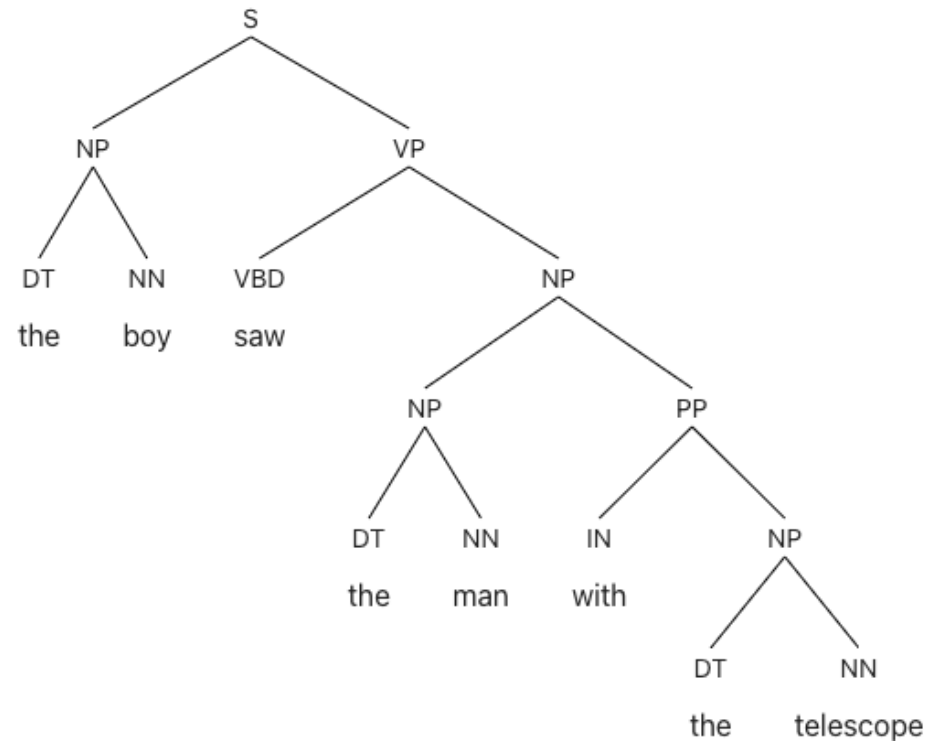 S
NP VP
DT NN VBD NP
the boy saw
NP PP
DT NN IN NP
the man with
DT NN
the telescope